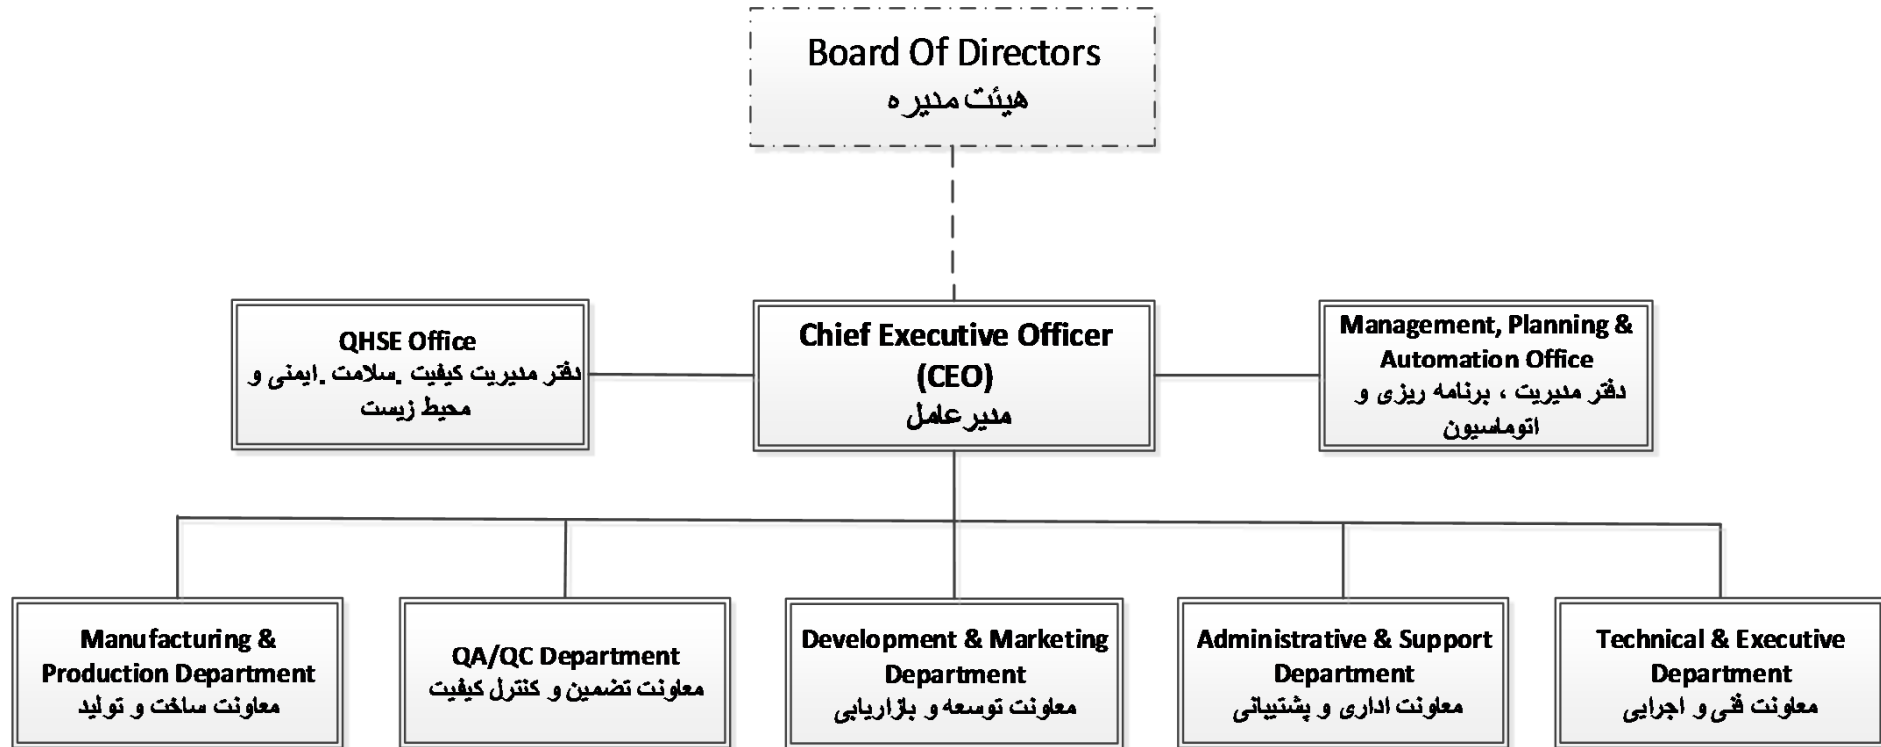 Board Of Directors
هیئت مدیره
QHSE Office
دفتر مدیریت کیفیت .سلامت .ایمنی و
محیط زیست
Chief Executive Officer
(CEO)
مدیرعامل
Management, Planning &
Automation Office
دفتر مدیریت ، برنامه ریزی و
اتوماسیون
Manufacturing &
Production Department
معاونت ساخت و تولید
QA/QC Department
معاونت تضمین و کنترل کیفیت
Development & Marketing
Department
معاونت توسعه و بازاریابی
Administrative & Support
Department
معاونت اداری و پشتیبانی
Technical & Executive
Department
معاونت فنی و اجرایی